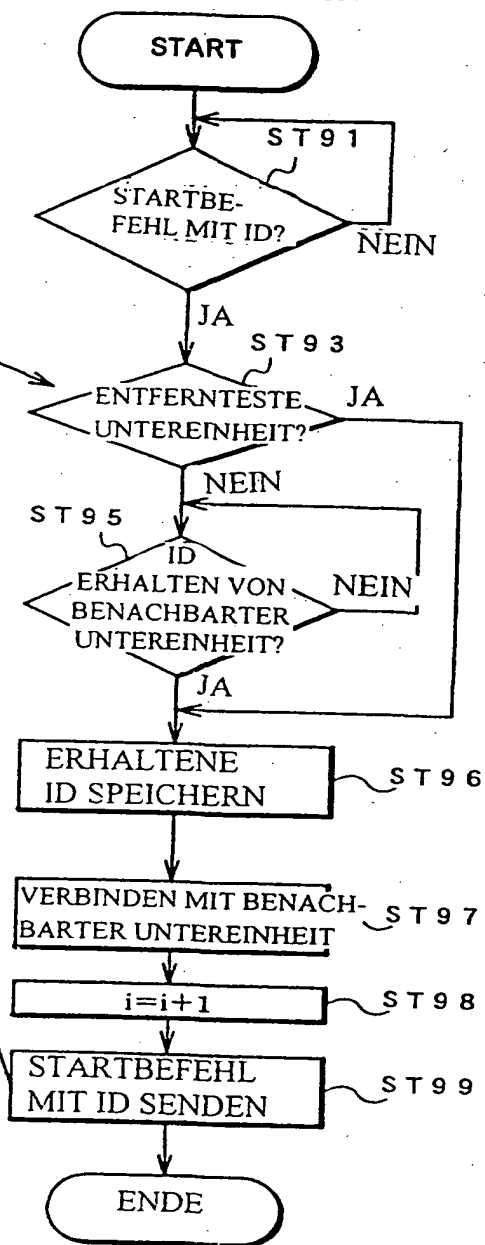 START
ST91
STARTBE-
FEHL MIT ID?
NEIN
JA
ST93
ENTFERNTESTE
UNTEREINHEIT?
JA
NEIN
ST95
ID
ERHALTEN VON
BENACHBARTER
UNTEREINHEIT?
NEIN
JA
ERHALTENE
ID SPEICHERN
ST96
VERBINDEN MIT BENACH-
BARTER UNTEREINHEIT
ST97
i=i+1
ST98
STARTBEFEHL
MIT ID SENDEN
ST99
ENDE